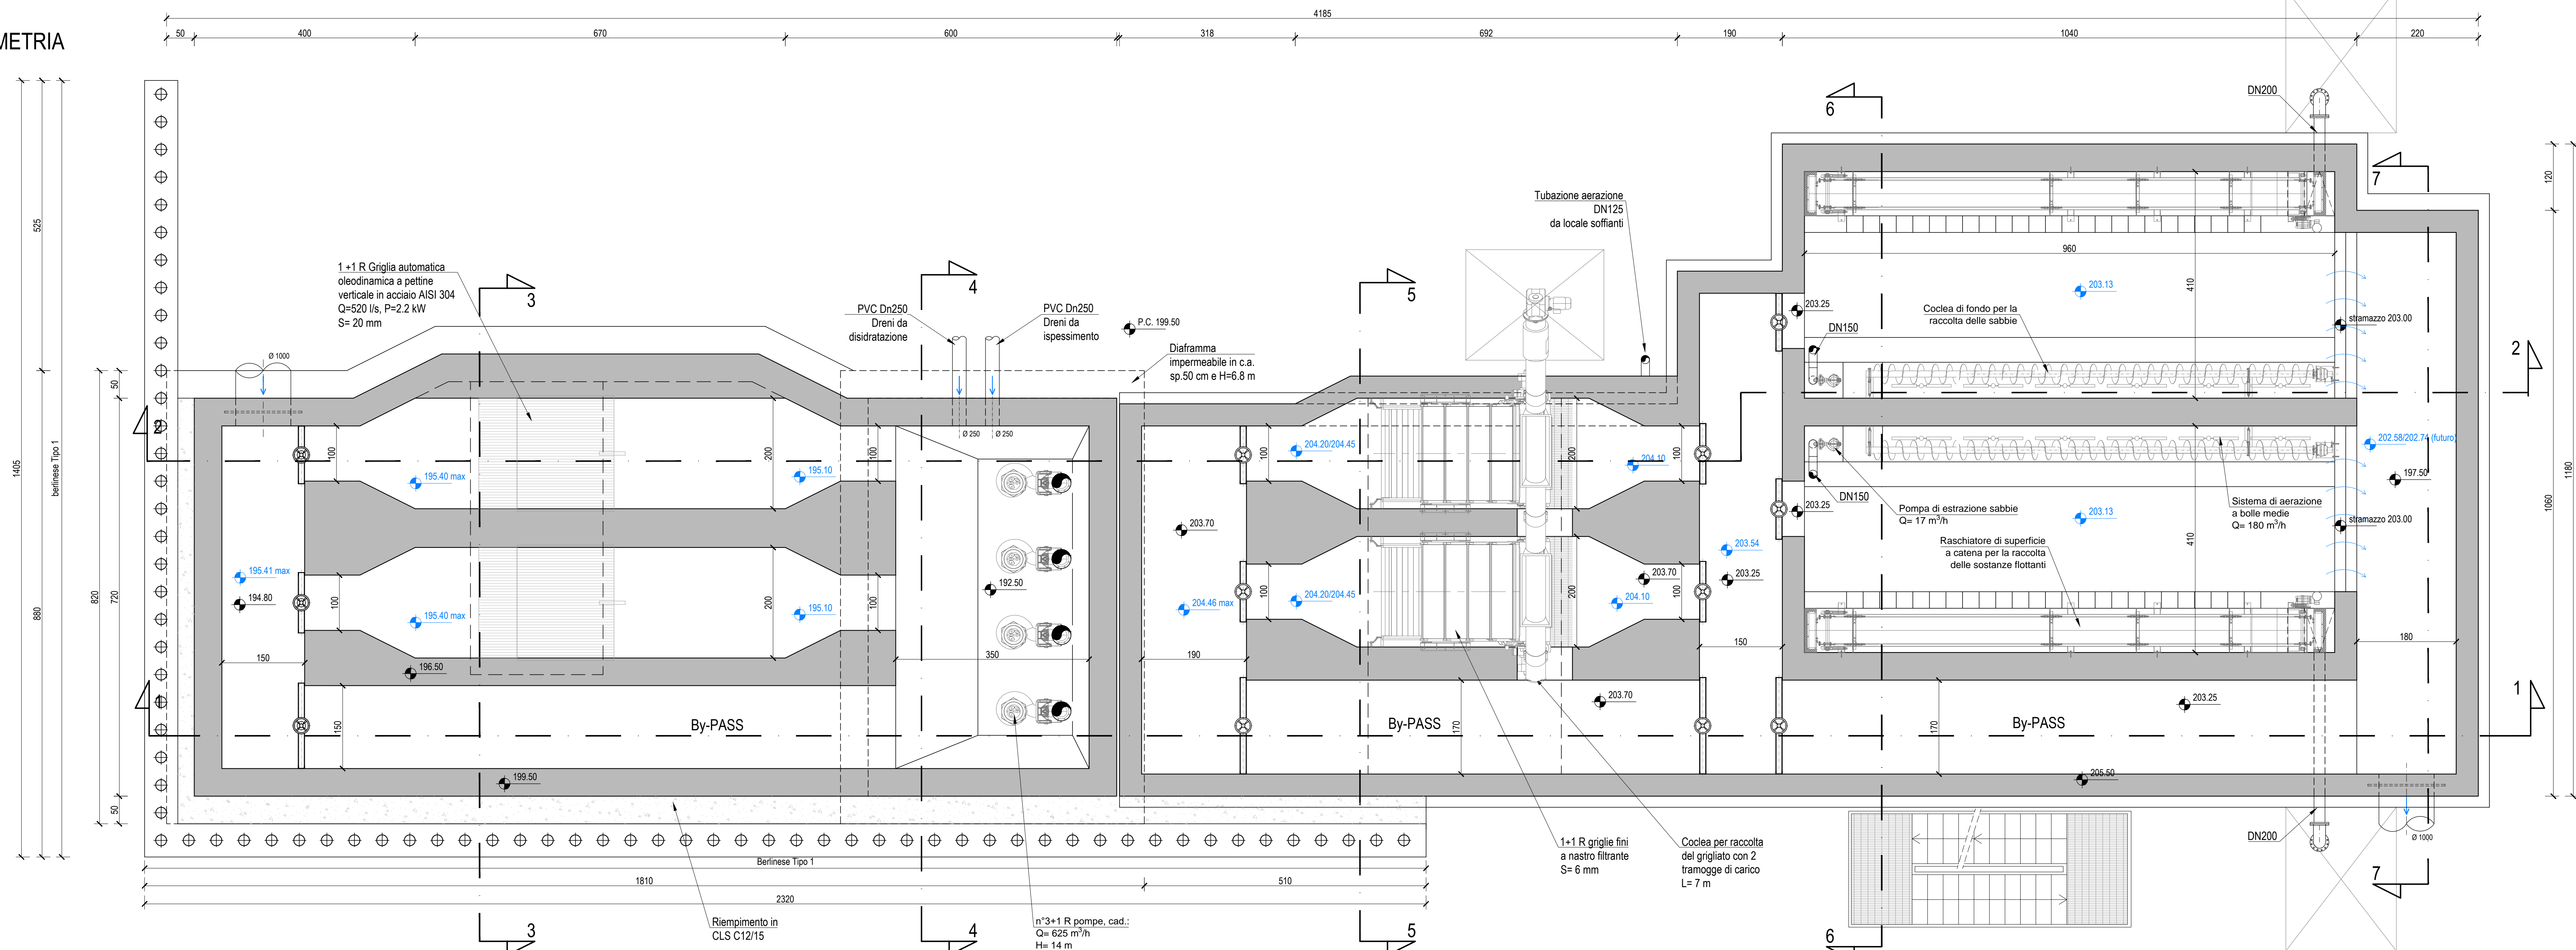 METRIA
4185
50
400
670
600
318
692
190
1040
220
1405
525
880
berlinese Tipo 1
820
50
720
50
1 +1 R Griglia automatica
oleodinamica a pettine
verticale in acciaio AISI 304
Q=520 l/s, P=2.2 kW
S= 20 mm
3
4
5
6
7
2
2
1
1
Ø 1000
PVC Dn250
Dreni da
disidratazione
PVC Dn250
Dreni da
ispessimento
Ø 250
Ø 250
P.C. 199.50
Diaframma
impermeabile in c.a.
sp.50 cm e H=6.8 m
Tubazione aerazione
DN125
da locale soffianti
DN200
120
1060
1180
960
410
203.13
203.25
DN150
Coclea di fondo per la
raccolta delle sabbie
stramazzo 203.00
100
195.40 max
200
195.10
100
204.20/204.45
100
200
204.10
100
202.58/202.74 (futuro)
197.50
DN150
203.25
Pompa di estrazione sabbie
Q= 17 m³/h
203.13
Sistema di aerazione
a bolle medie
Q= 180 m³/h
stramazzo 203.00
410
Raschiatore di superficie
a catena per la raccolta
delle sostanze flottanti
203.70
203.54
203.25
203.70
195.41 max
194.80
100
195.40 max
200
195.10
100
192.50
204.46 max
204.20/204.45
100
200
204.10
100
150
196.50
350
190
150
180
150
By-PASS
By-PASS
170
203.70
170
By-PASS
203.25
199.50
205.50
Berlinese Tipo 1
1810
510
2320
Riempimento in
CLS C12/15
n°3+1 R pompe, cad.:
Q= 625 m³/h
H= 14 m
1+1 R griglie fini
a nastro filtrante
S= 6 mm
Coclea per raccolta
del grigliato con 2
tramogge di carico
L= 7 m
DN200
Ø 1000
3
4
5
6
7